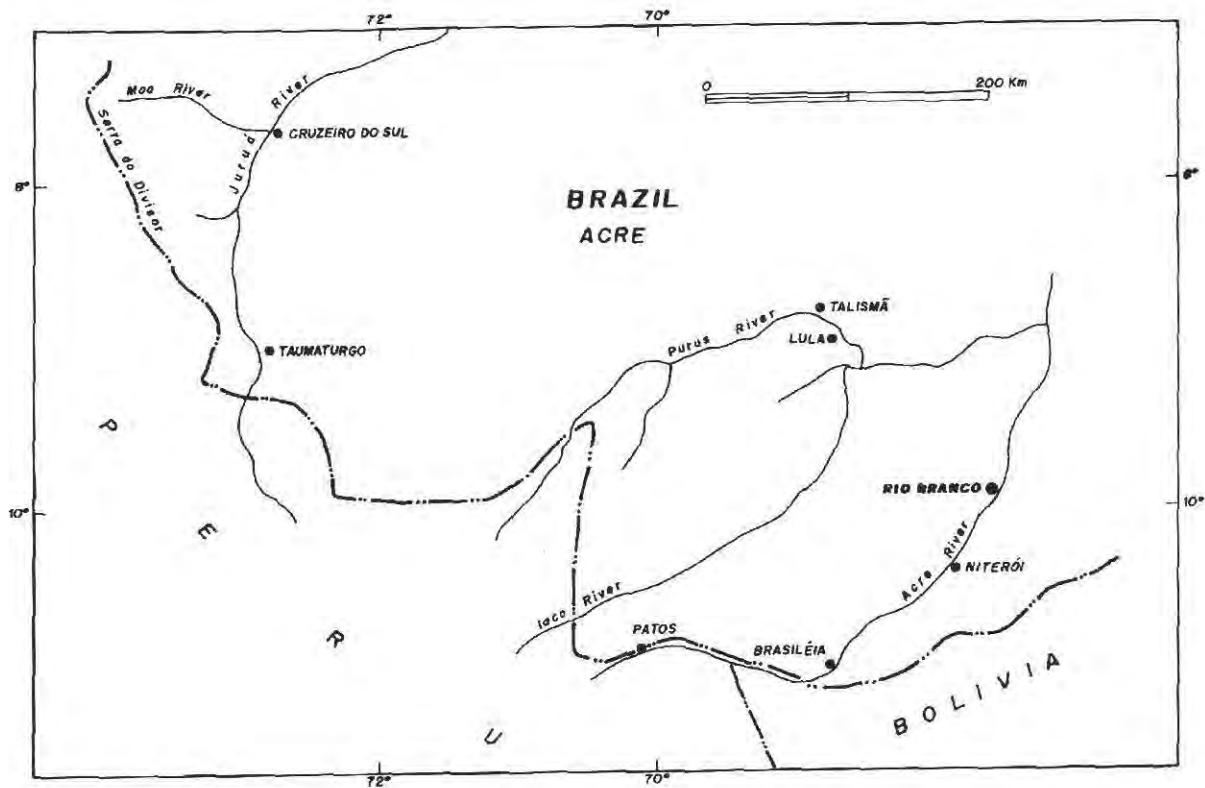 72°
70°
0
200 Km
Moa River
Juruá River
CRUZEIRO DO SUL
Serra do Divisor
8°
8°
BRAZIL
ACRE
TALISMÃ
Purus River
LULA
TAUMATURGO
RIO BRANCO
10°
10°
Acre River
NITERÓI
Iaco River
PATOS
BRASILÉIA
PERU
BOLIVIA
72°
70°